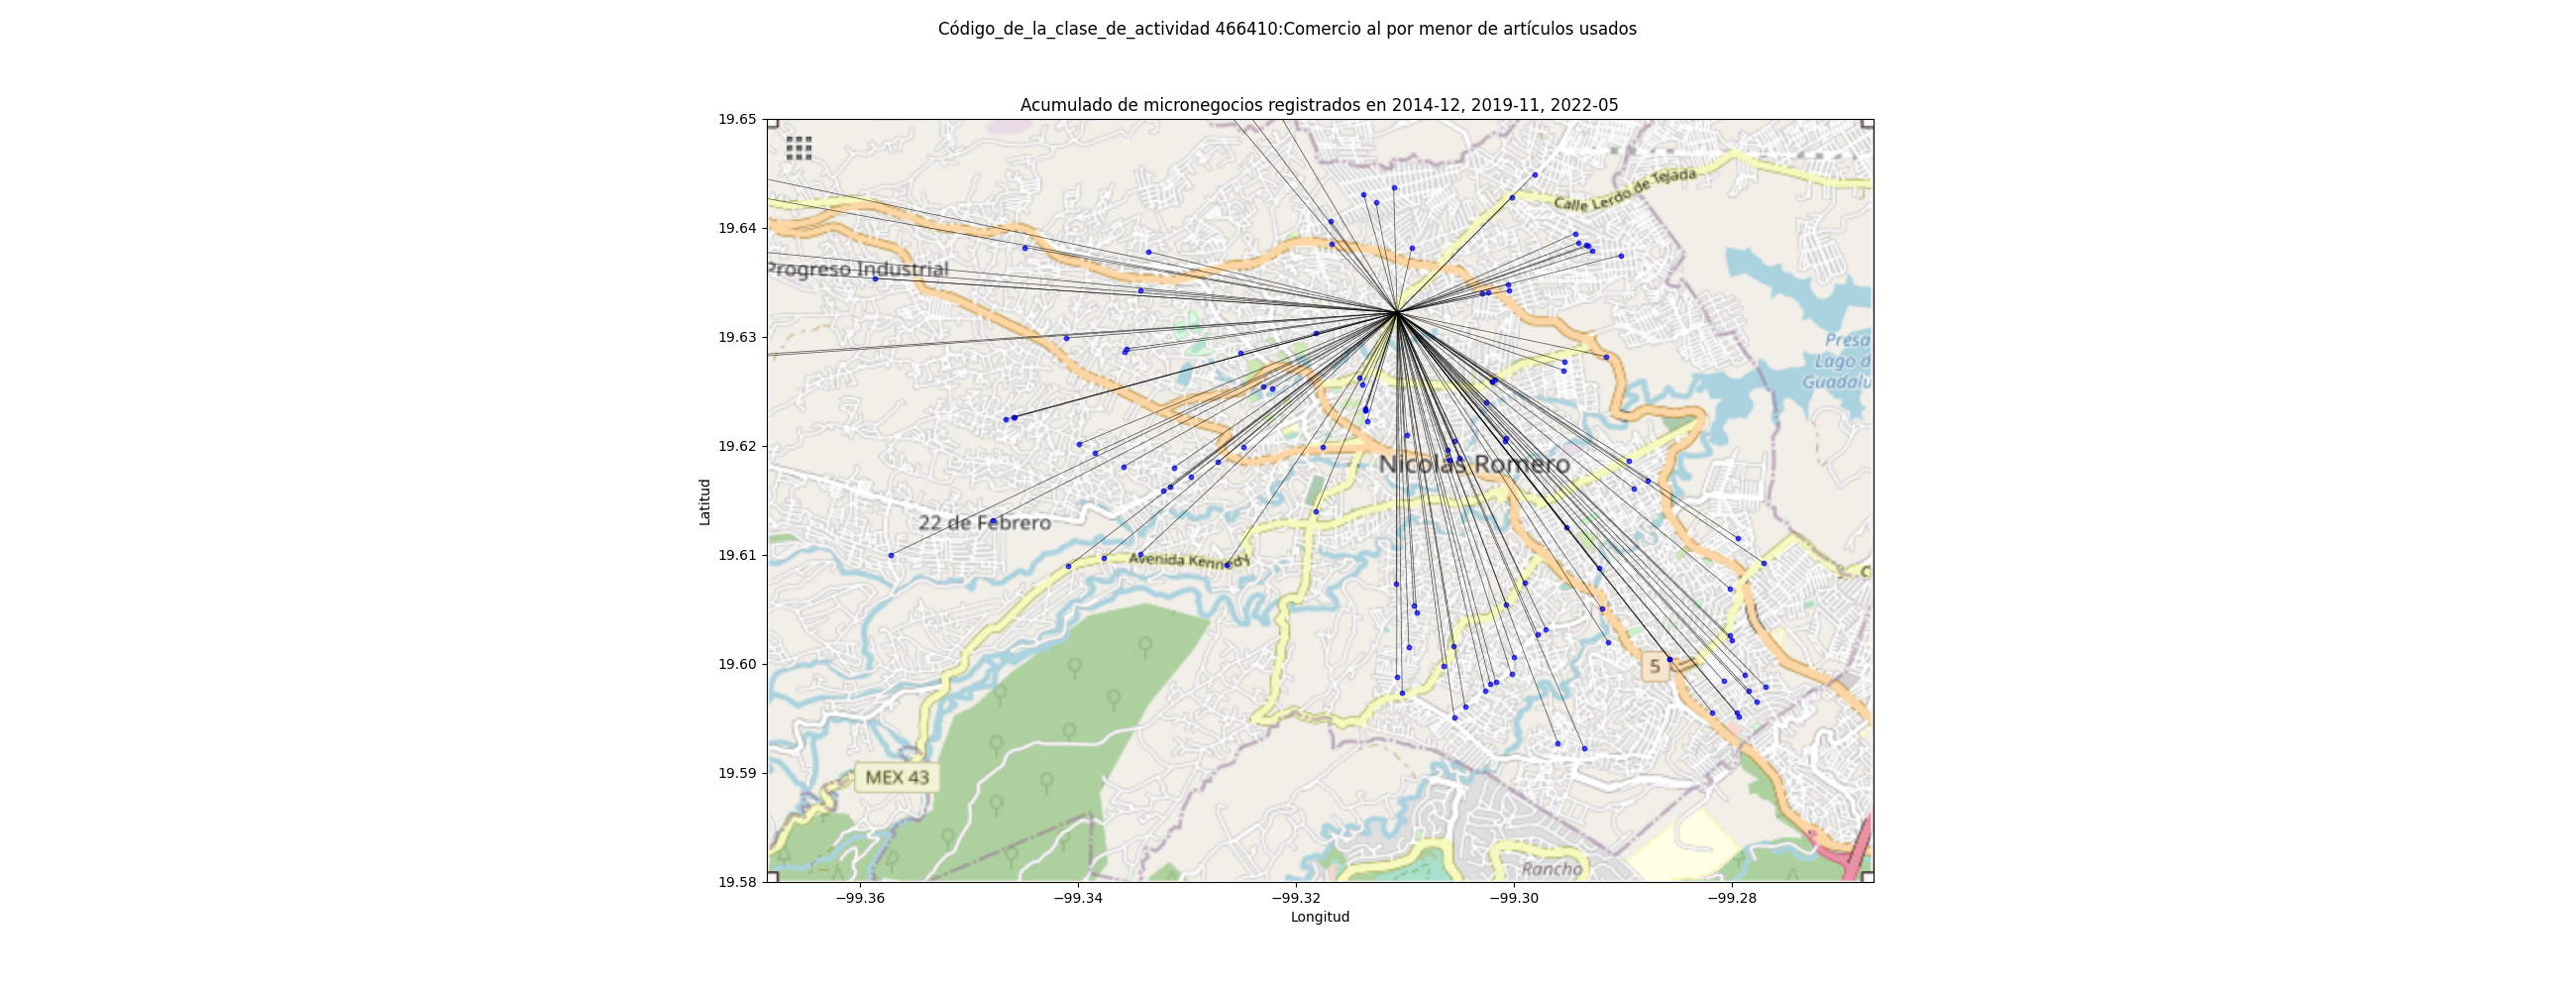 Código_de_la_clase_de_actividad 466410:Comercio al por menor de artículos usados
Acumulado de micronegocios registrados en 2014-12, 2019-11, 2022-05
19.65
19.64
19.63
19.62
19.61
19.60
19.59
19.58
Latitud
Calle Lerdo de Tejada
Progreso Industrial
Presa
Lago d
Guadalu
Nicolás Romero
22 de Febrero
Avenida Kennedy
5
MEX 43
Rancho
−99.36
−99.34
−99.32
−99.30
−99.28
Longitud